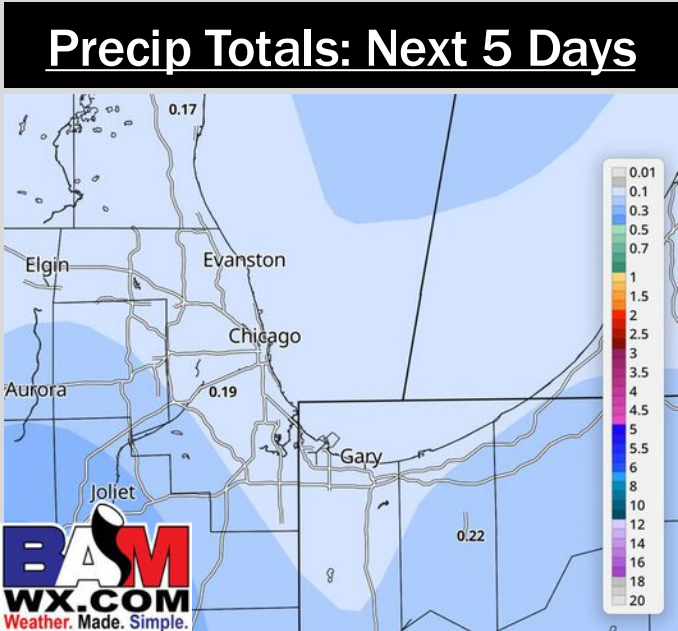 Precip Totals: Next 5 Days
0.17
Elgin
Evanston
Chicago
Aurora
0.19
Gary
Joliet
0.22
0.01
0.1
0.3
0.5
0.7
1
1.5
2
2.5
3
3.5
4
4.5
5
5.5
6
8
10
12
14
16
18
20
BAM
WX.COM
Weather. Made. Simple.